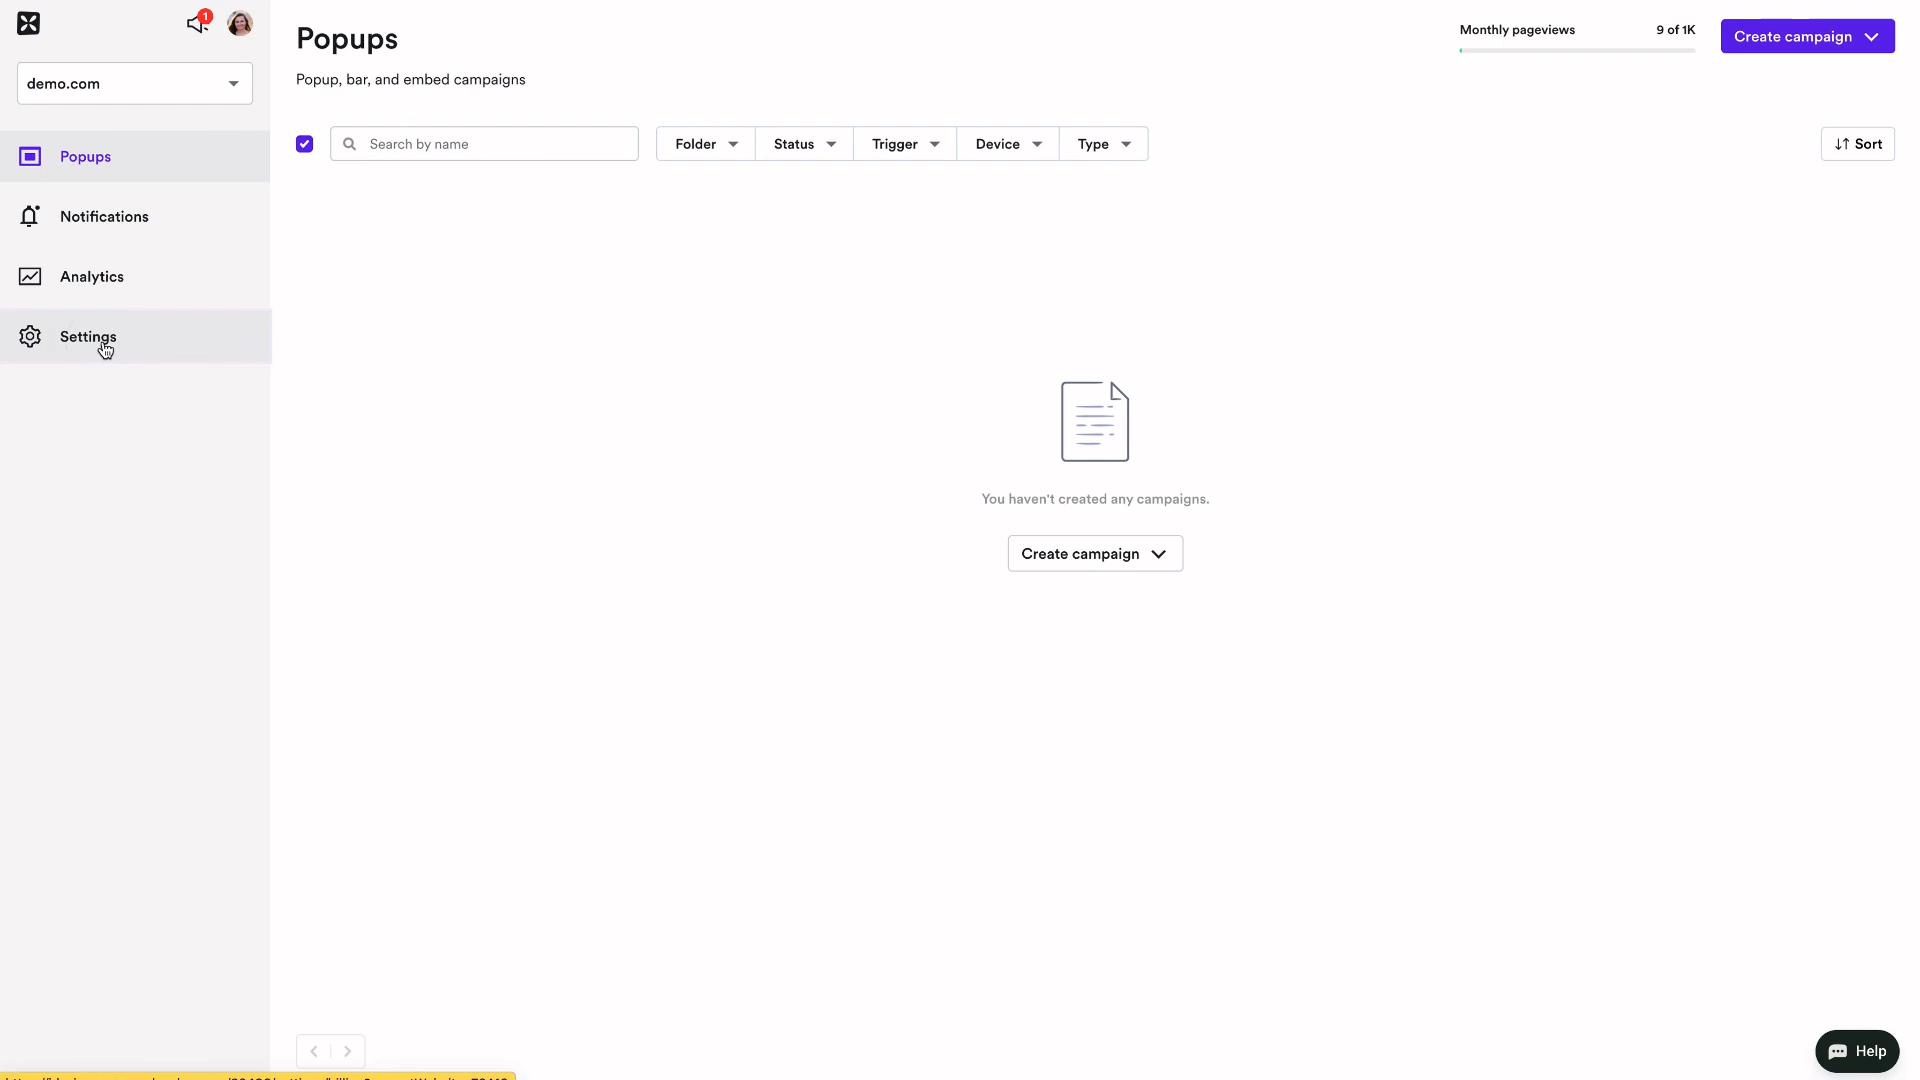 1
demo.com
Popups
Notifications
Analytics
Settings
Popups
Popup, bar, and embed campaigns
Monthly pageviews 9 of 1K
Create campaign
Search by name
Folder Status Trigger Device Type
Sort
You haven't created any campaigns.
Create campaign
Help